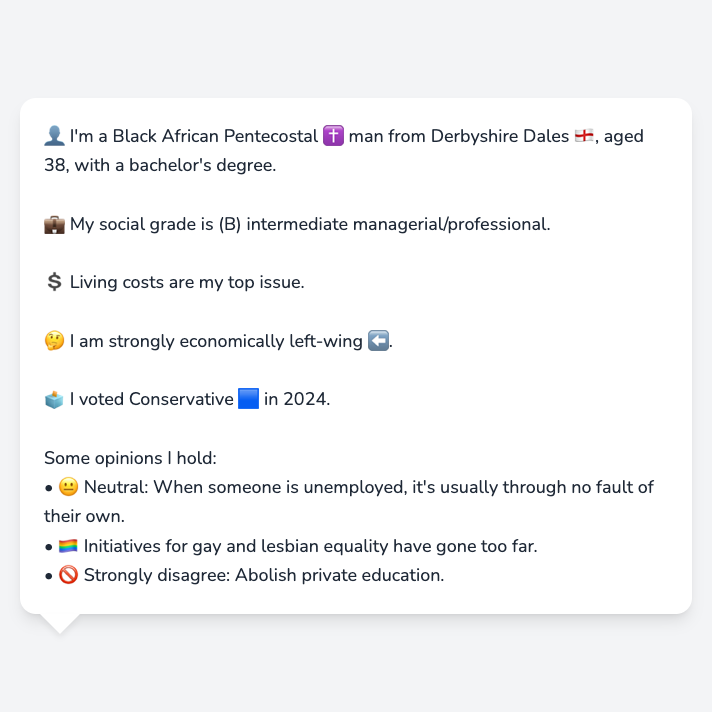 👤 I'm a Black African Pentecostal ✝️ man from Derbyshire Dales 🏴󠁧󠁢󠁥󠁮󠁧󠁿, aged
38, with a bachelor's degree.
💼 My social grade is (B) intermediate managerial/professional.
💲 Living costs are my top issue.
🤔 I am strongly economically left-wing ⬅️.
🗳️ I voted Conservative 🟦 in 2024.
Some opinions I hold:
• 😐 Neutral: When someone is unemployed, it's usually through no fault of
their own.
• 🏳️‍🌈 Initiatives for gay and lesbian equality have gone too far.
• 🚫 Strongly disagree: Abolish private education.